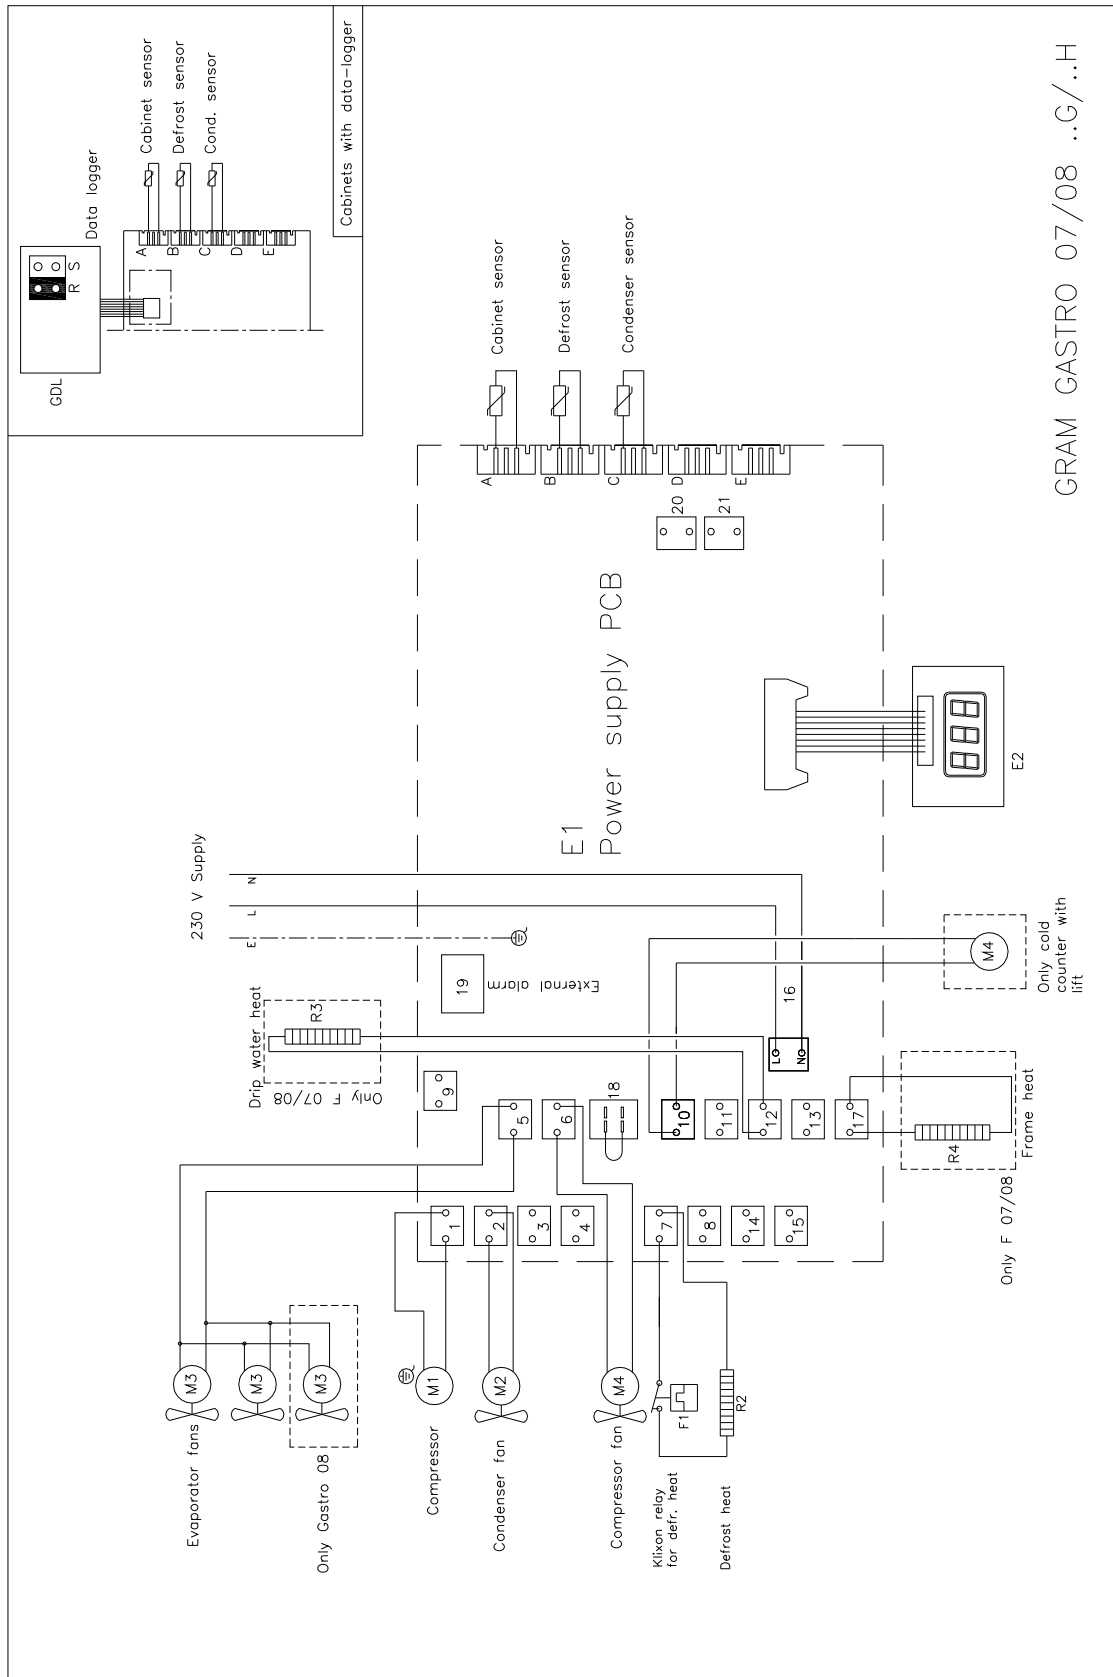 Cabinet sensor
Defrost sensor
Cond. sensor
Cabinets with data-logger
Data logger
GDL
R S
A
B
C
D
E
GRAM GASTRO 07/08 ..G/..H
Cabinet sensor
Defrost sensor
Condenser sensor
A
B
C
D
E
20
21
E1
Power supply PCB
E2
230 V Supply
E
L
N
19
External alarm
16
L
N
M4
Only cold
counter with
lift
Drip water heat
R3
Only F 07/08
9
5
6
18
10
11
12
13
17
R4
Frame heat
Only F 07/08
1
2
3
4
7
8
14
15
M3
M3
M3
Evaporator fans
Only Gastro 08
M1
Compressor
M2
Condenser fan
M4
Compressor fan
F1
Klixon relay
for defr. heat
R2
Defrost heat